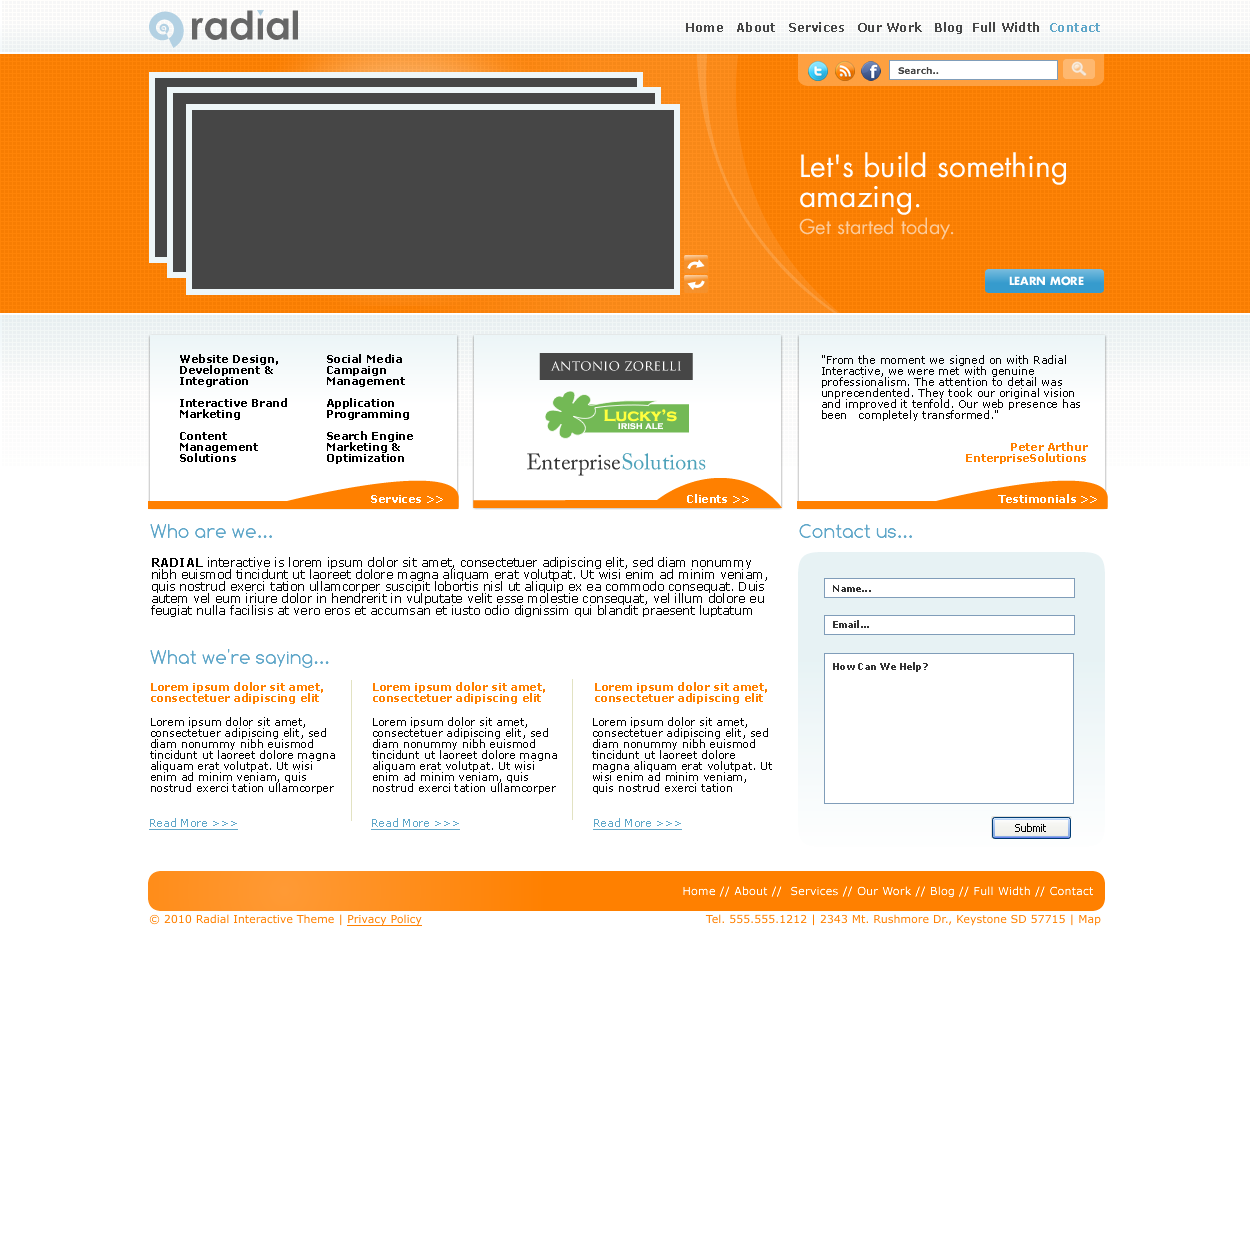 radial
Home About Services Our Work Blog Full Width Contact
Search..
Let's build something
amazing.
Get started today.
LEARN MORE
Website Design,
Development &
Integration
Interactive Brand
Marketing
Content
Management
Solutions
Social Media
Campaign
Management
Application
Programming
Search Engine
Marketing &
Optimization
Services >>
ANTONIO ZORELLI
LUCKY'S
IRISH ALE
EnterpriseSolutions
Clients >>
"From the moment we signed on with Radial
Interactive, we were met with genuine
professionalism. The attention to detail was
unprecendented. They took our original vision
and improved it tenfold. Our web presence has
been completely transformed."
Peter Arthur
EnterpriseSolutions
Testimonials >>
Who are we...
RADIAL interactive is lorem ipsum dolor sit amet, consectetuer adipiscing elit, sed diam nonummy
nibh euismod tincidunt ut laoreet dolore magna aliquam erat volutpat. Ut wisi enim ad minim veniam,
quis nostrud exerci tation ullamcorper suscipit lobortis nisl ut aliquip ex ea commodo consequat. Duis
autem vel eum iriure dolor in hendrerit in vulputate velit esse molestie consequat, vel illum dolore eu
feugiat nulla facilisis at vero eros et accumsan et iusto odio dignissim qui blandit praesent luptatum
What we're saying...
Lorem ipsum dolor sit amet,
consectetuer adipiscing elit
Lorem ipsum dolor sit amet,
consectetuer adipiscing elit, sed
diam nonummy nibh euismod
tincidunt ut laoreet dolore magna
aliquam erat volutpat. Ut wisi
enim ad minim veniam, quis
nostrud exerci tation ullamcorper
Read More >>>
Lorem ipsum dolor sit amet,
consectetuer adipiscing elit
Lorem ipsum dolor sit amet,
consectetuer adipiscing elit, sed
diam nonummy nibh euismod
tincidunt ut laoreet dolore magna
aliquam erat volutpat. Ut wisi
enim ad minim veniam, quis
nostrud exerci tation ullamcorper
Read More >>>
Lorem ipsum dolor sit amet,
consectetuer adipiscing elit
Lorem ipsum dolor sit amet,
consectetuer adipiscing elit, sed
diam nonummy nibh euismod
tincidunt ut laoreet dolore
magna aliquam erat volutpat. Ut
wisi enim ad minim veniam,
quis nostrud exerci tation
Read More >>>
Contact us...
Name...
Email...
How Can We Help?
Submit
Home // About // Services // Our Work // Blog // Full Width // Contact
© 2010 Radial Interactive Theme | Privacy Policy
Tel. 555.555.1212 | 2343 Mt. Rushmore Dr., Keystone SD 57715 | Map